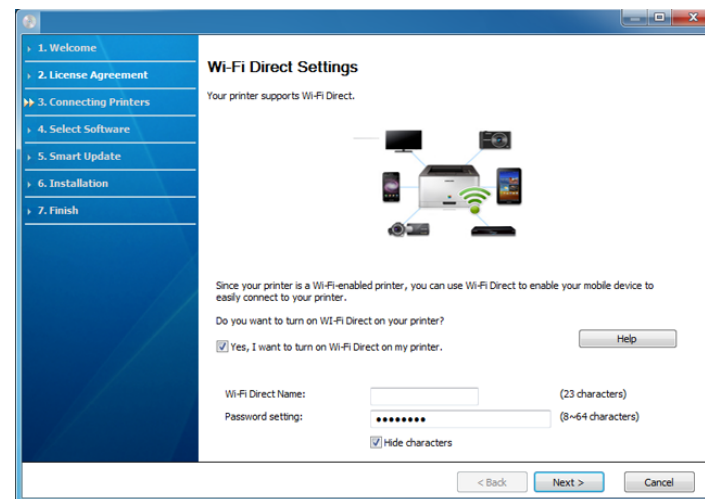 1. Welcome
2. License Agreement
3. Connecting Printers
4. Select Software
5. Smart Update
6. Installation
7. Finish
Wi-Fi Direct Settings
Your printer supports Wi-Fi Direct.
Since your printer is a Wi-Fi-enabled printer, you can use Wi-Fi Direct to enable your mobile device to
easily connect to your printer.
Do you want to turn on WI-Fi Direct on your printer?
Help
Yes, I want to turn on Wi-Fi Direct on my printer.
Wi-Fi Direct Name: (23 characters)
Password setting: ●●●●●●●● (8~64 characters)
Hide characters
< Back Next > Cancel